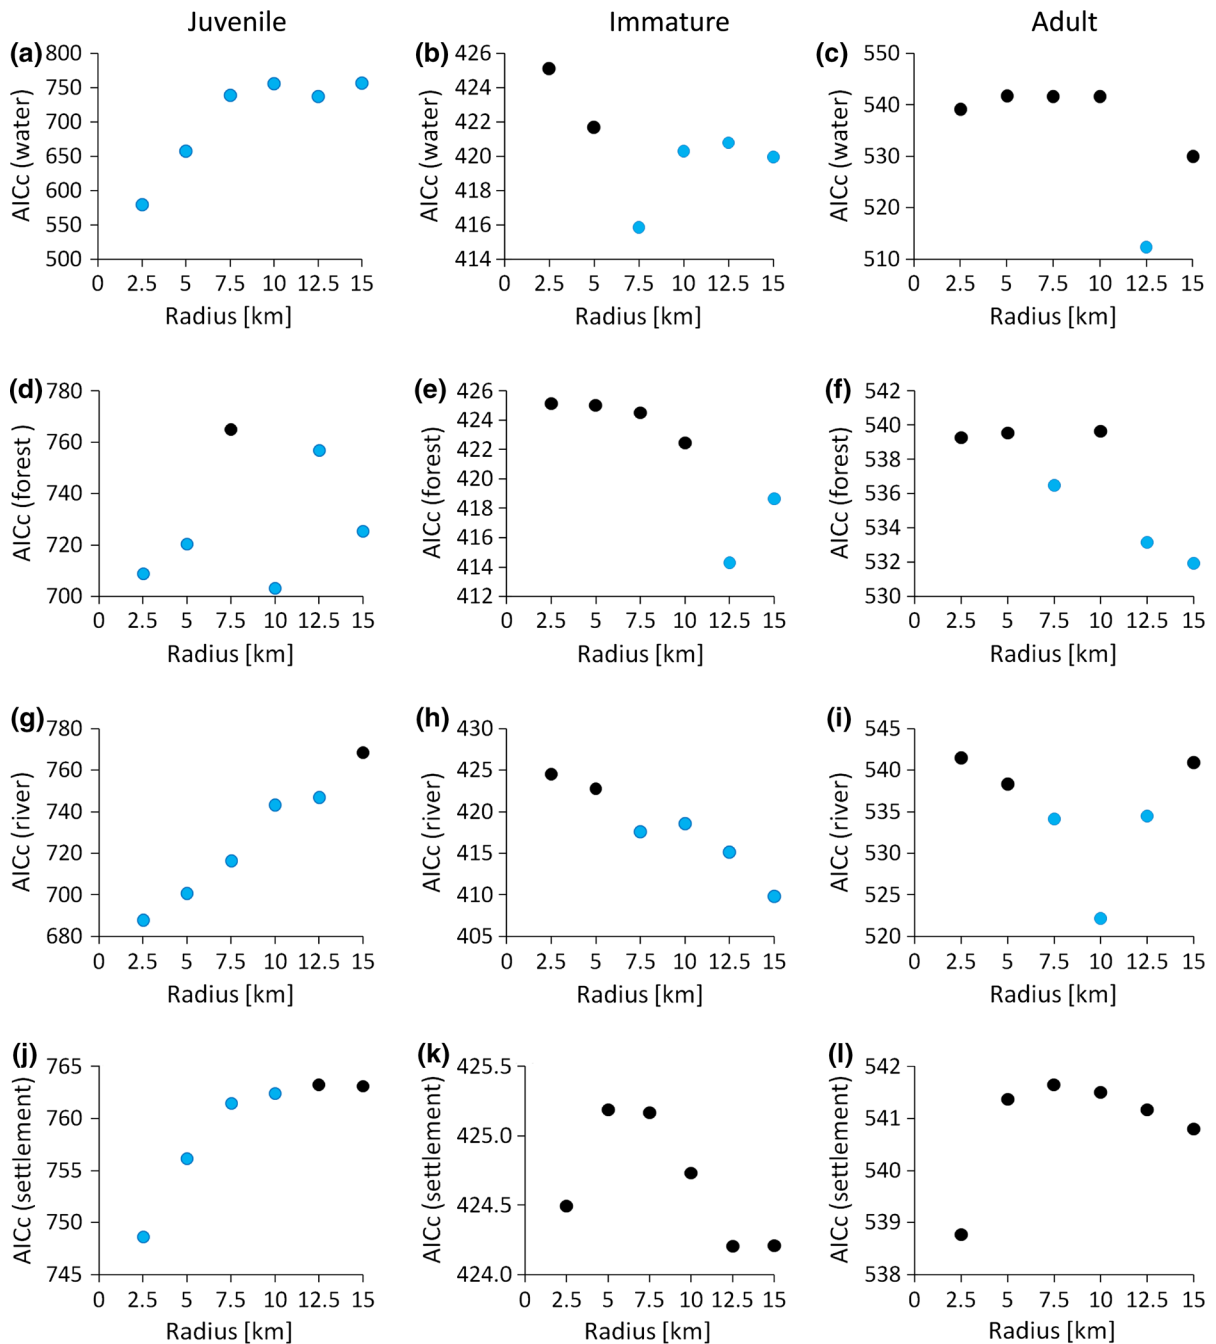 Juvenile Immature Adult
(a) (b) (c)
AICc (water)
800
750
700
650
600
550
500
0 2.5 5 7.5 10 12.5 15
Radius [km]
AICc (water)
426
424
422
420
418
416
414
0 2.5 5 7.5 10 12.5 15
Radius [km]
AICc (water)
550
540
530
520
510
0 2.5 5 7.5 10 12.5 15
Radius [km]
(d) (e) (f)
AICc (forest)
780
760
740
720
700
0 2.5 5 7.5 10 12.5 15
Radius [km]
AICc (forest)
426
424
422
420
418
416
414
412
0 2.5 5 7.5 10 12.5 15
Radius [km]
AICc (forest)
542
540
538
536
534
532
530
0 2.5 5 7.5 10 12.5 15
Radius [km]
(g) (h) (i)
AICc (river)
780
760
740
720
700
680
0 2.5 5 7.5 10 12.5 15
Radius [km]
AICc (river)
430
425
420
415
410
405
0 2.5 5 7.5 10 12.5 15
Radius [km]
AICc (river)
545
540
535
530
525
520
0 2.5 5 7.5 10 12.5 15
Radius [km]
(j) (k) (l)
AICc (settlement)
765
760
755
750
745
0 2.5 5 7.5 10 12.5 15
Radius [km]
AICc (settlement)
425.5
425.0
424.5
424.0
0 2.5 5 7.5 10 12.5 15
Radius [km]
AICc (settlement)
542
541
540
539
538
0 2.5 5 7.5 10 12.5 15
Radius [km]